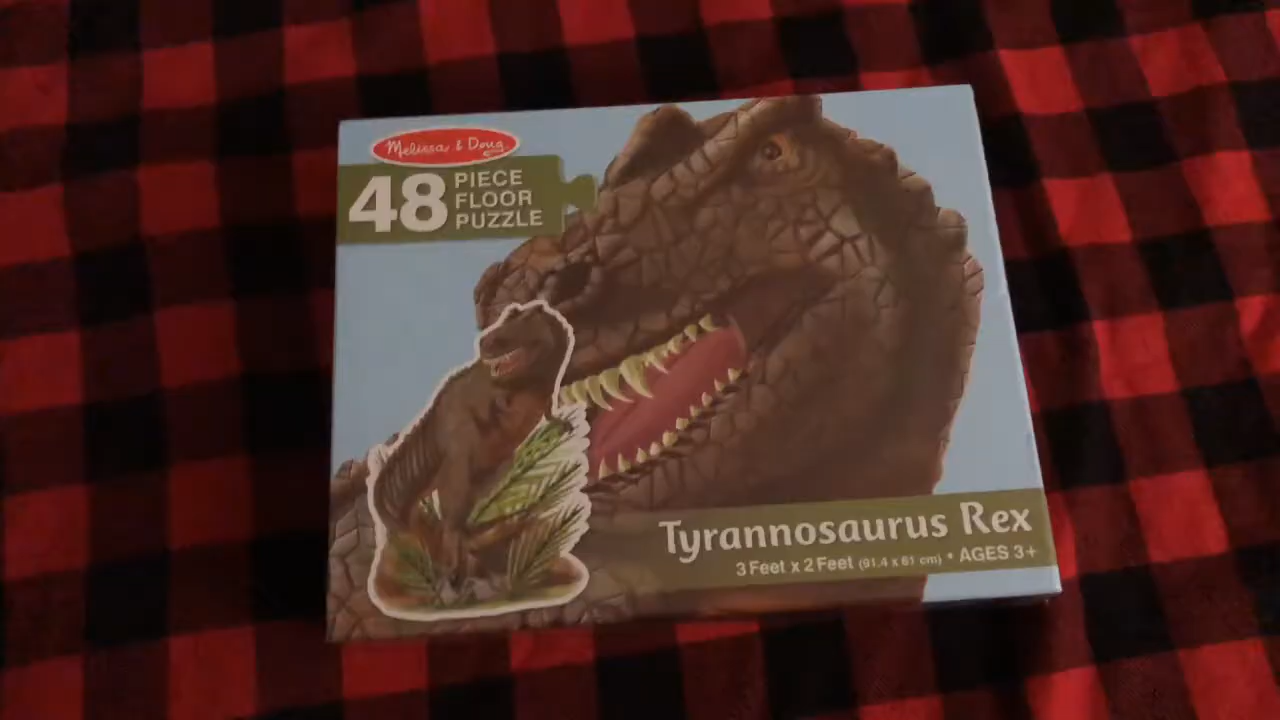 Melissa & Doug
48
PIECE
FLOOR
PUZZLE
Tyrannosaurus Rex
3 Feet x 2 Feet (91.4 x 61 cm) • AGES 3+